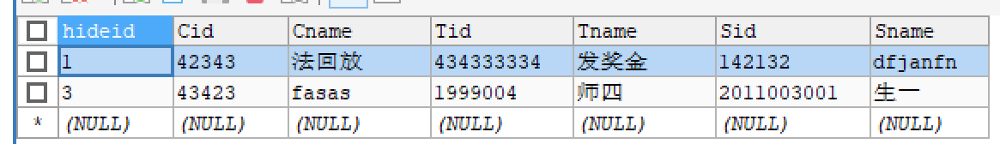 hideid Cid Cname Tid Tname Sid Sname
1 42343 法回放 434333334 发奖金 142132 dfjanfn
3 43423 fasas 1999004 师四 2011003001 生一
* (NULL) (NULL) (NULL) (NULL) (NULL) (NULL) (NULL)